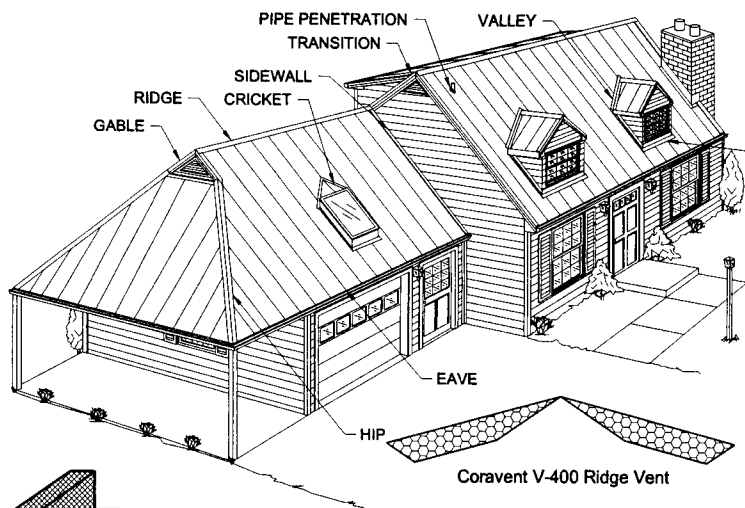 PIPE PENETRATION
VALLEY
TRANSITION
SIDEWALL
RIDGE
CRICKET
GABLE
EAVE
HIP
Coravent V-400 Ridge Vent